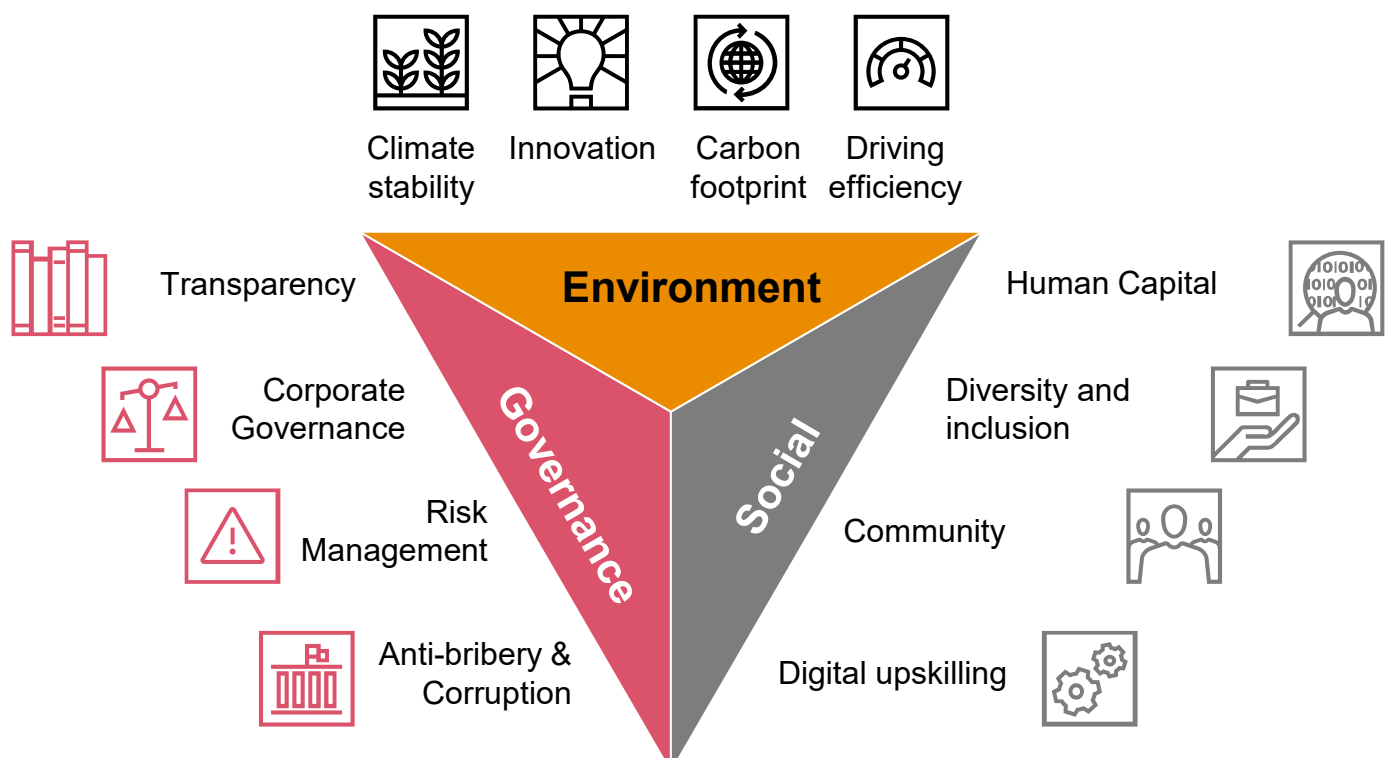 Climate
stability
Innovation
Carbon
footprint
Driving
efficiency
Environment
Transparency
Corporate
Governance
Risk
Management
Anti-bribery &
Corruption
Governance
Social
Human Capital
Diversity and
inclusion
Community
Digital upskilling